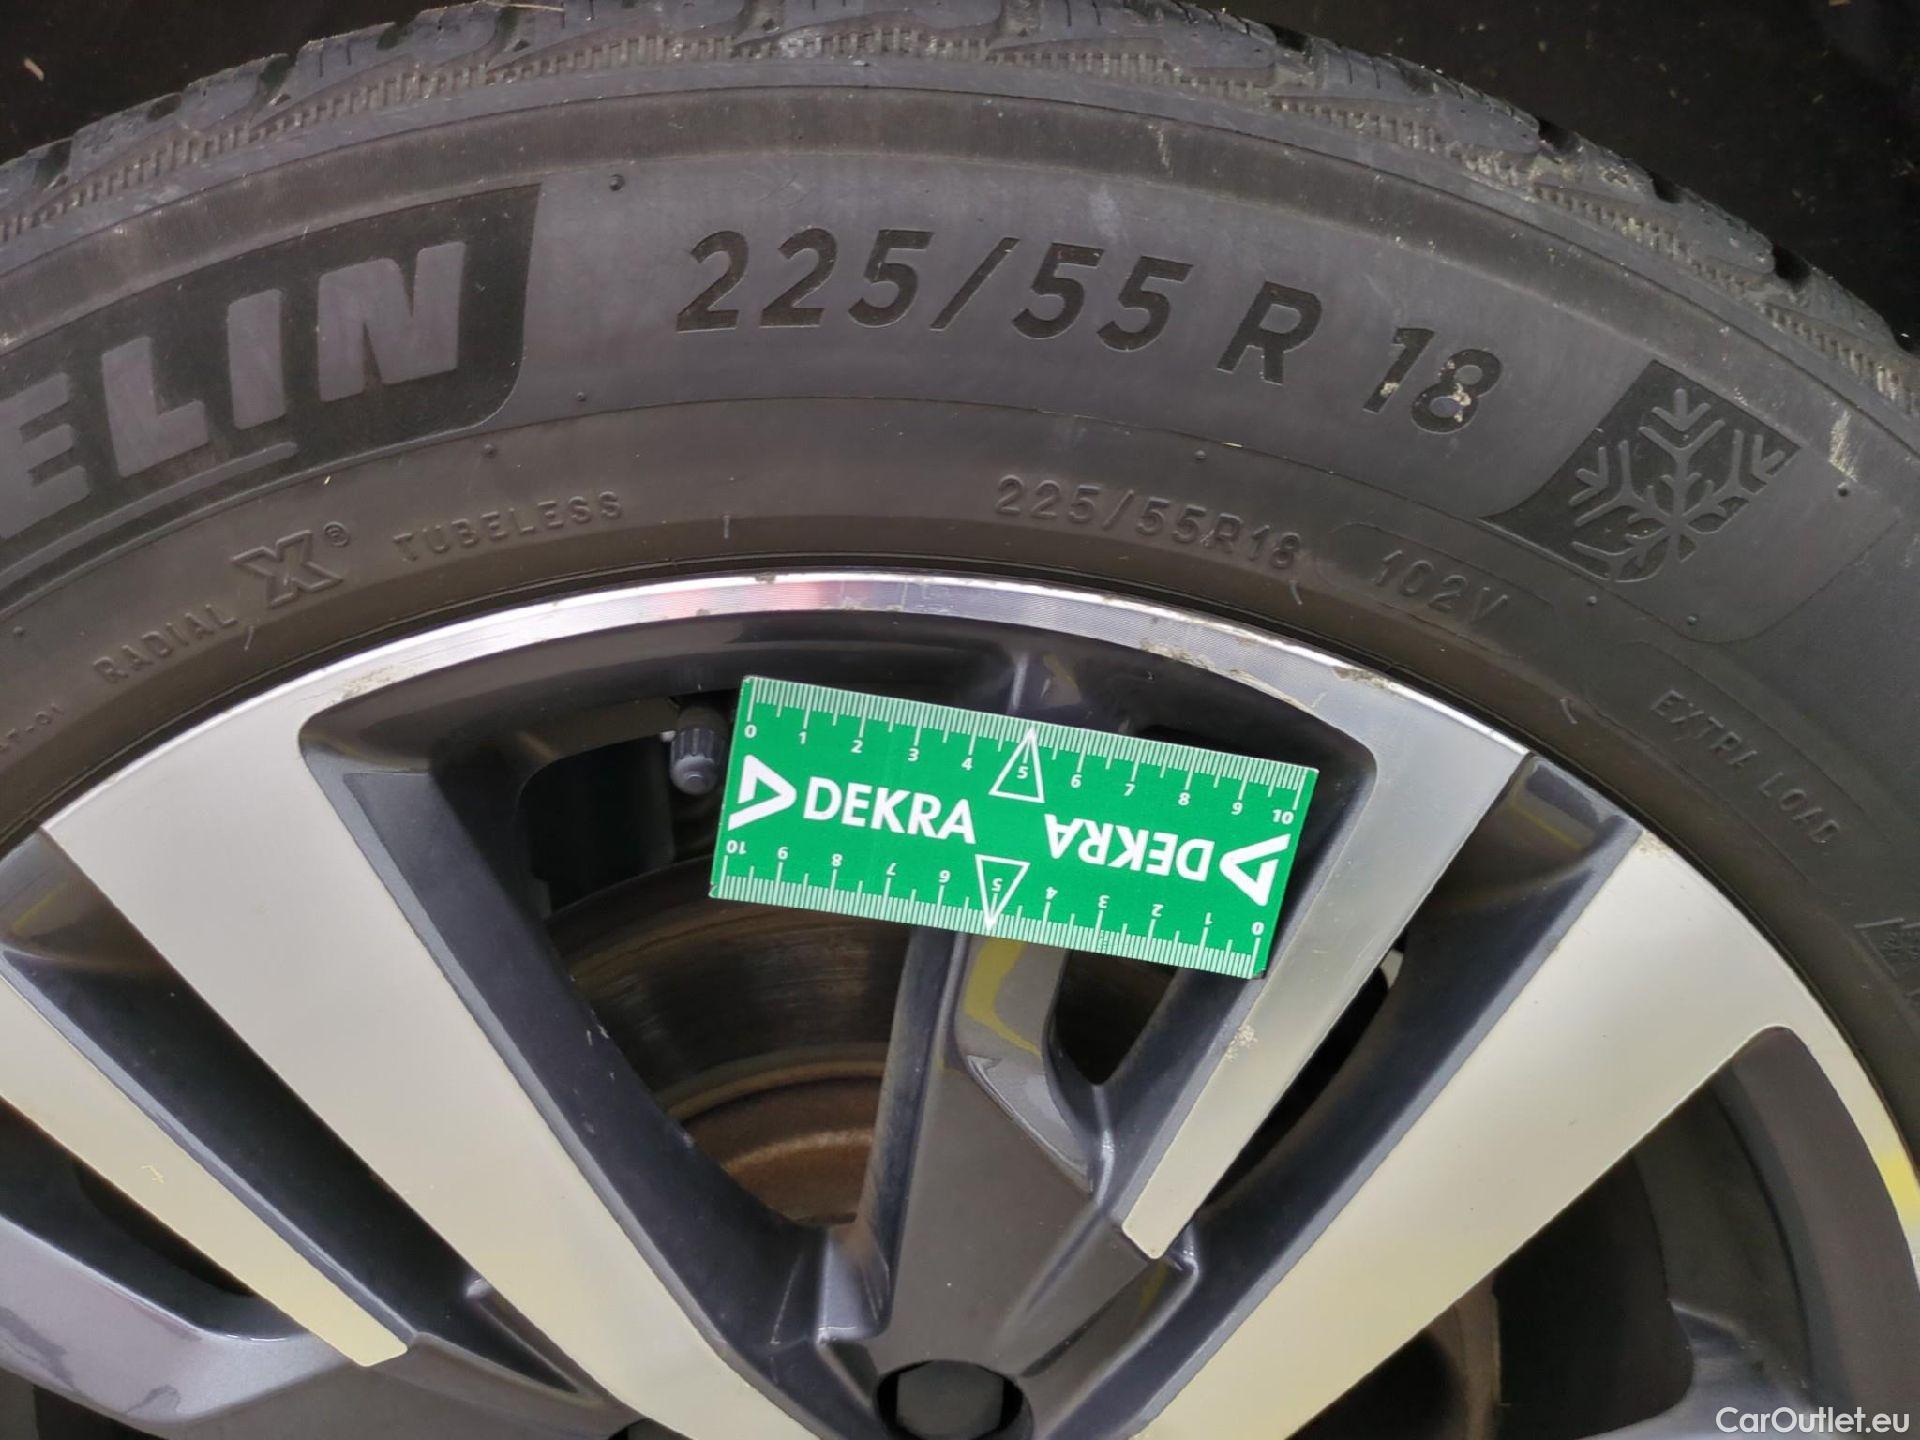 ELIN 225/55 R 18
RADIAL X® TUBELESS 225/55R18 102V
EXTRA LOAD
0 1 2 3 4 5 6 7 8 9 10
DEKRA
DEKRA
10 9 8 7 6 5 4 3 2 1 0
CarOutlet.eu